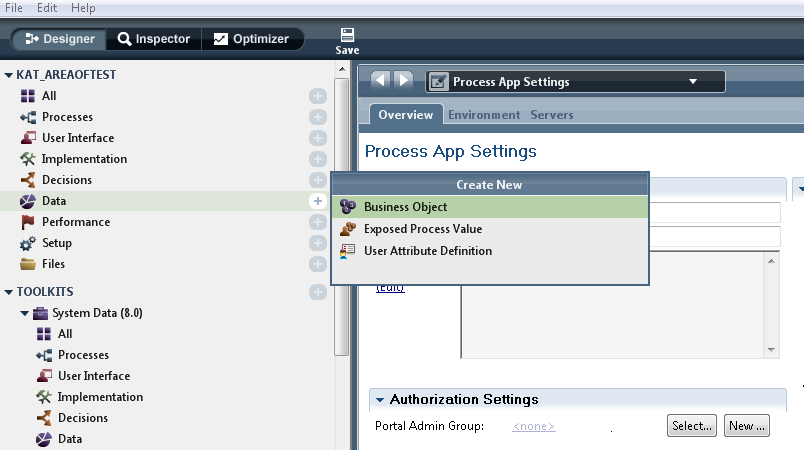 File Edit Help
Designer Inspector Optimizer Save
KAT_AREAOFTEST
All
Processes
User Interface
Implementation
Decisions
Data
Performance
Setup
Files
TOOLKITS
System Data (8.0)
All
Processes
User Interface
Implementation
Decisions
Data
Process App Settings
Overview Environment Servers
Process App Settings
Create New
Business Object
Exposed Process Value
User Attribute Definition
(Edit)
Authorization Settings
Portal Admin Group: <none> Select... New ...